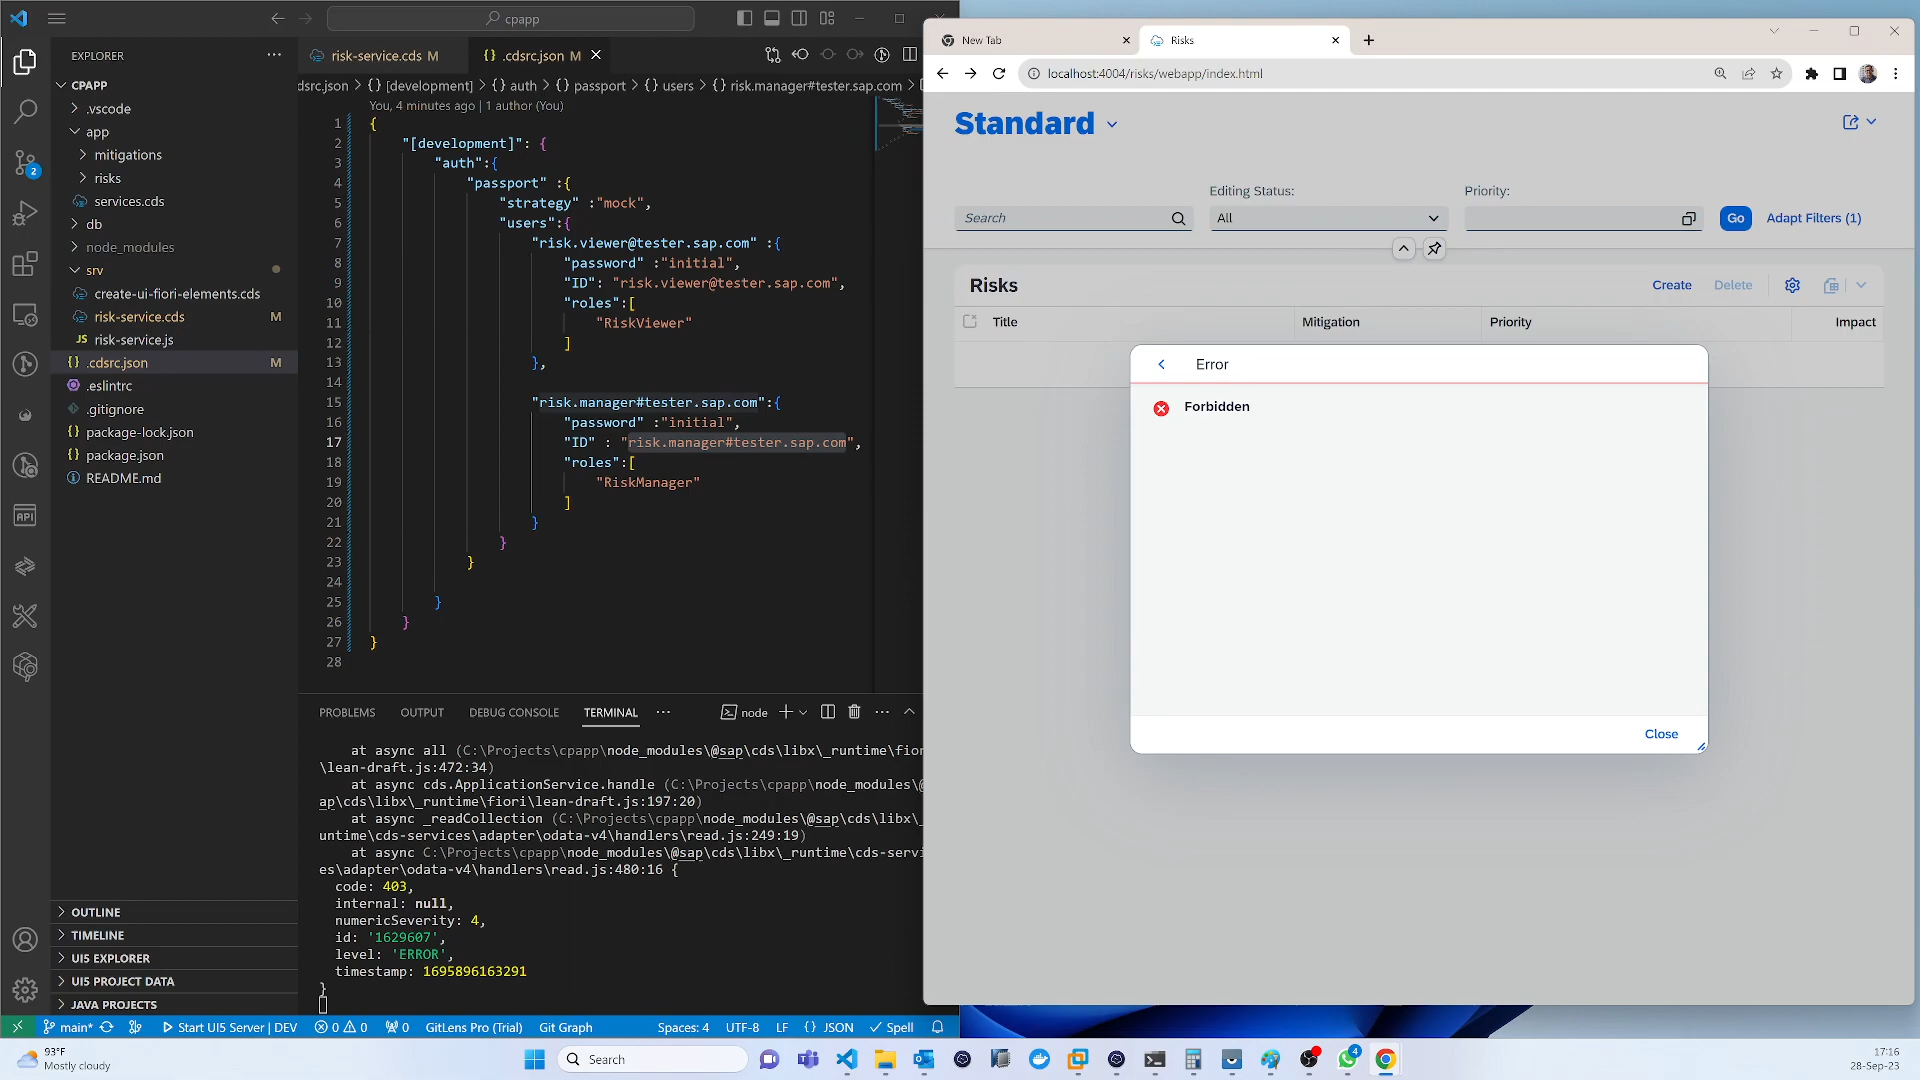 cpapp
EXPLORER
CPAPP
.vscode
app
mitigations
risks
services.cds
db
node_modules
srv
create-ui-fiori-elements.cds
risk-service.cds M
JS risk-service.js
{} .cdsrc.json M
.eslintrc
.gitignore
{} package-lock.json
{} package.json
README.md
OUTLINE
TIMELINE
UI5 EXPLORER
UI5 PROJECT DATA
JAVA PROJECTS
2
API
risk-service.cds M
{} .cdsrc.json M
dsrc.json > {} [development] > {} auth > {} passport > {} users > {} risk.manager#tester.sap.com >
You, 4 minutes ago | 1 author (You)
1 {
2 "[development]": {
3 "auth":{
4 "passport" :{
5 "strategy" :"mock",
6 "users":{
7 "risk.viewer@tester.sap.com" :{
8 "password" :"initial",
9 "ID": "risk.viewer@tester.sap.com",
10 "roles":[
11 "RiskViewer"
12 ]
13 },
14
15 "risk.manager#tester.sap.com":{
16 "password" :"initial",
17 "ID" : "risk.manager#tester.sap.com",
18 "roles":[
19 "RiskManager"
20 ]
21 }
22 }
23 }
24
25 }
26 }
27 }
28
PROBLEMS OUTPUT DEBUG CONSOLE TERMINAL ··· node
at async all (C:\Projects\cpapp\node_modules\@sap\cds\libx\_runtime\fior
\lean-draft.js:472:34)
at async cds.ApplicationService.handle (C:\Projects\cpapp\node_modules\@
ap\cds\libx\_runtime\fiori\lean-draft.js:197:20)
at async _readCollection (C:\Projects\cpapp\node_modules\@sap\cds\libx\_
untime\cds-services\adapter\odata-v4\handlers\read.js:249:19)
at async C:\Projects\cpapp\node_modules\@sap\cds\libx\_runtime\cds-servi
es\adapter\odata-v4\handlers\read.js:480:16 {
code: 403,
internal: null,
numericSeverity: 4,
id: '1629607',
level: 'ERROR',
timestamp: 1695896163291
}
main* Start UI5 Server | DEV 0 0 0 GitLens Pro (Trial) Git Graph Spaces: 4 UTF-8 LF {} JSON Spell
New Tab
Risks
localhost:4004/risks/webapp/index.html
Standard
Editing Status:
Priority:
Search
All
Go
Adapt Filters (1)
Risks
Create
Delete
Title
Mitigation
Priority
Impact
Error
Forbidden
Close
93°F
Mostly cloudy
Search
4
17:16
28-Sep-23